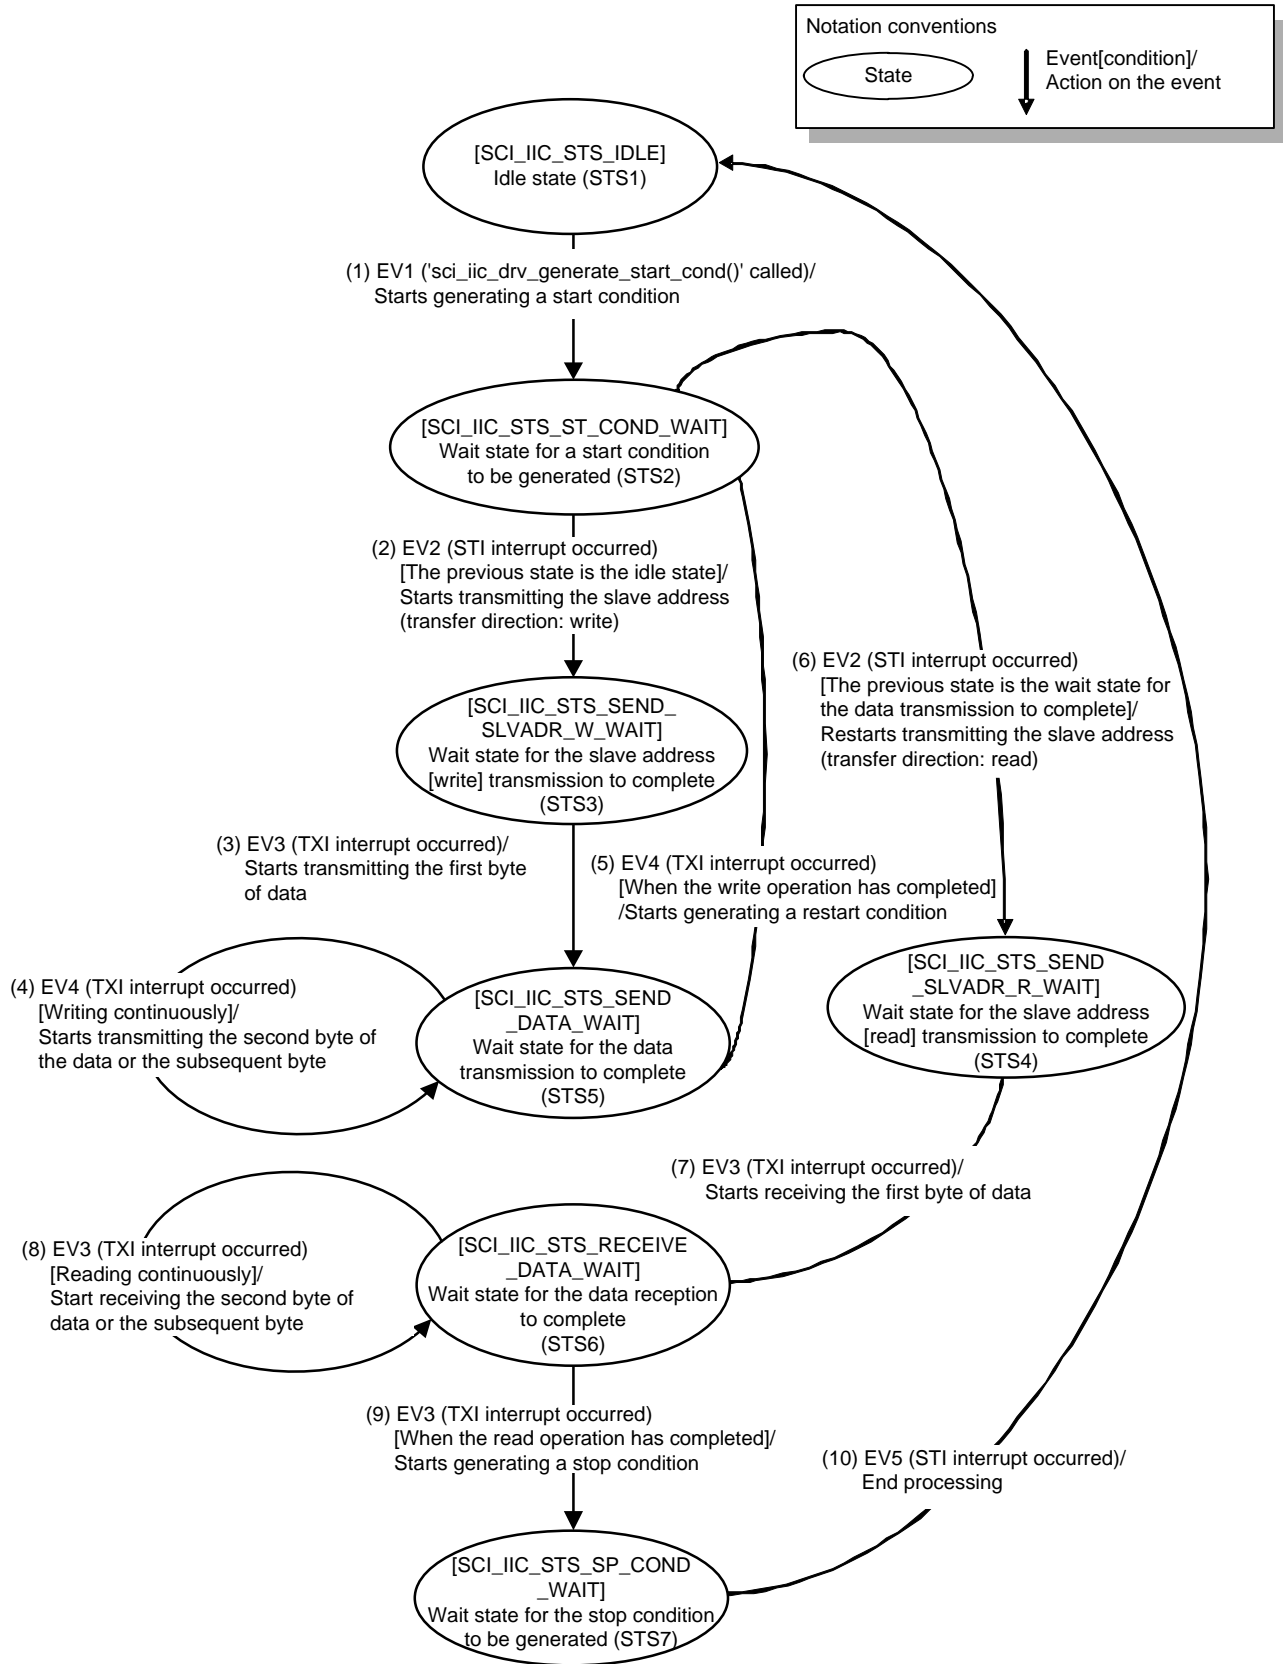 Notation conventions
State
Event[condition]/
Action on the event
[SCI_IIC_STS_IDLE]
Idle state (STS1)
(1) EV1 ('sci_iic_drv_generate_start_cond()' called)/
Starts generating a start condition
[SCI_IIC_STS_ST_COND_WAIT]
Wait state for a start condition
to be generated (STS2)
(2) EV2 (STI interrupt occurred)
[The previous state is the idle state]/
Starts transmitting the slave address
(transfer direction: write)
(6) EV2 (STI interrupt occurred)
[The previous state is the wait state for
the data transmission to complete]/
Restarts transmitting the slave address
(transfer direction: read)
[SCI_IIC_STS_SEND_
SLVADR_W_WAIT]
Wait state for the slave address
[write] transmission to complete
(STS3)
(3) EV3 (TXI interrupt occurred)/
Starts transmitting the first byte
of data
(5) EV4 (TXI interrupt occurred)
[When the write operation has completed]
/Starts generating a restart condition
(4) EV4 (TXI interrupt occurred)
[Writing continuously]/
Starts transmitting the second byte of
the data or the subsequent byte
[SCI_IIC_STS_SEND
_DATA_WAIT]
Wait state for the data
transmission to complete
(STS5)
[SCI_IIC_STS_SEND
_SLVADR_R_WAIT]
Wait state for the slave address
[read] transmission to complete
(STS4)
(7) EV3 (TXI interrupt occurred)/
Starts receiving the first byte of data
(8) EV3 (TXI interrupt occurred)
[Reading continuously]/
Start receiving the second byte of
data or the subsequent byte
[SCI_IIC_STS_RECEIVE
_DATA_WAIT]
Wait state for the data reception
to complete
(STS6)
(9) EV3 (TXI interrupt occurred)
[When the read operation has completed]/
Starts generating a stop condition
(10) EV5 (STI interrupt occurred)/
End processing
[SCI_IIC_STS_SP_COND
_WAIT]
Wait state for the stop condition
to be generated (STS7)